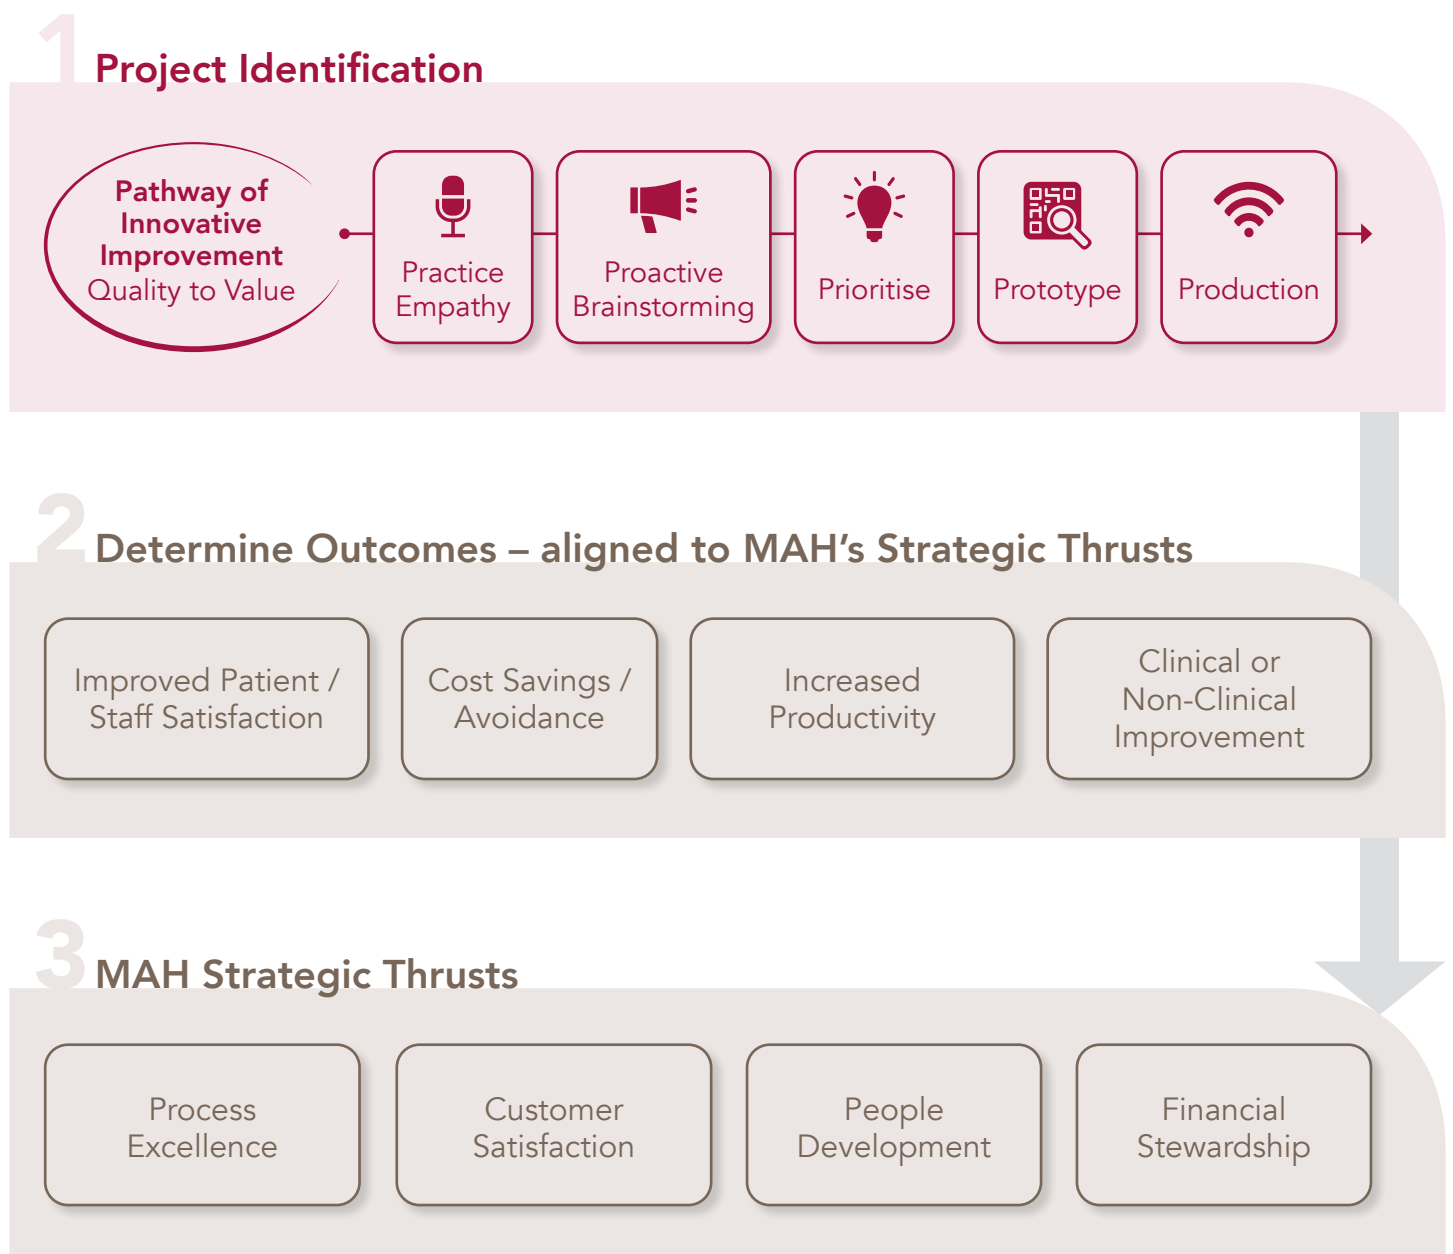 1
Project Identification
Pathway of
Innovative
Improvement
Quality to Value
Practice
Empathy
Proactive
Brainstorming
Prioritise
Prototype
Production
2
Determine Outcomes – aligned to MAH’s Strategic Thrusts
Improved Patient /
Staff Satisfaction
Cost Savings /
Avoidance
Increased
Productivity
Clinical or
Non-Clinical
Improvement
3
MAH Strategic Thrusts
Process
Excellence
Customer
Satisfaction
People
Development
Financial
Stewardship